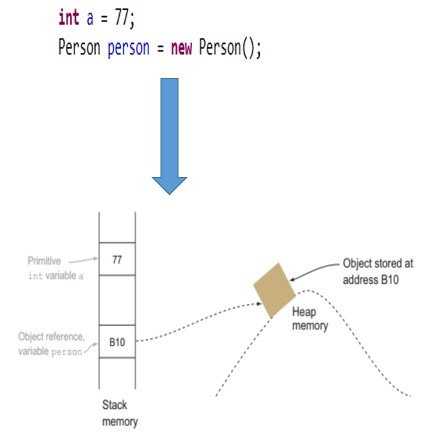 int a = 77;
Person person = new Person();
Primitive
int variable a
77
Object reference,
variable person
B10
Stack
memory
Object stored at
address B10
Heap
memory